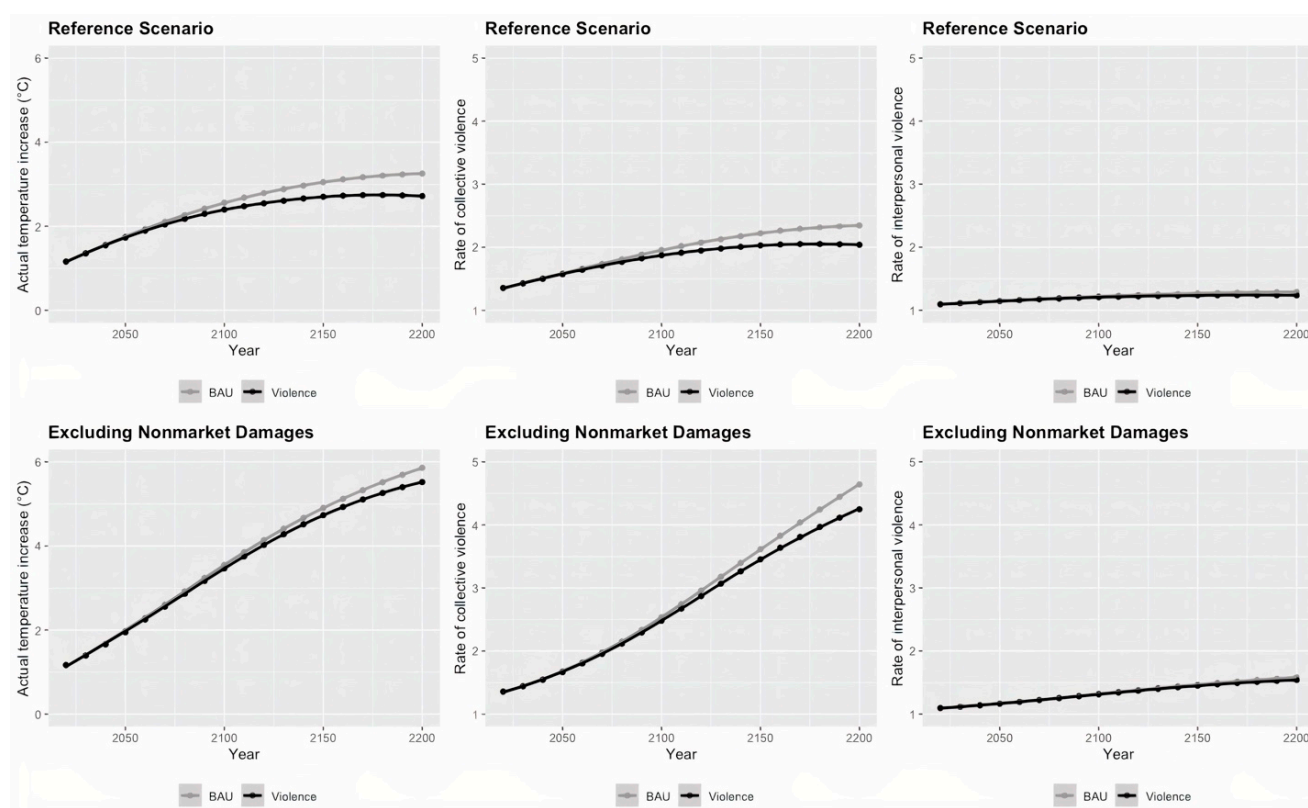 Reference Scenario
Actual temperature increase (°C)
6
4
2
0
2050
2100
2150
2200
Year
BAU
Violence
Reference Scenario
Rate of collective violence
5
4
3
2
1
2050
2100
2150
2200
Year
BAU
Violence
Reference Scenario
Rate of interpersonal violence
5
4
3
2
1
2050
2100
2150
2200
Year
BAU
Violence
Excluding Nonmarket Damages
Actual temperature increase (°C)
6
4
2
0
2050
2100
2150
2200
Year
BAU
Violence
Excluding Nonmarket Damages
Rate of collective violence
5
4
3
2
1
2050
2100
2150
2200
Year
BAU
Violence
Excluding Nonmarket Damages
Rate of interpersonal violence
5
4
3
2
1
2050
2100
2150
2200
Year
BAU
Violence